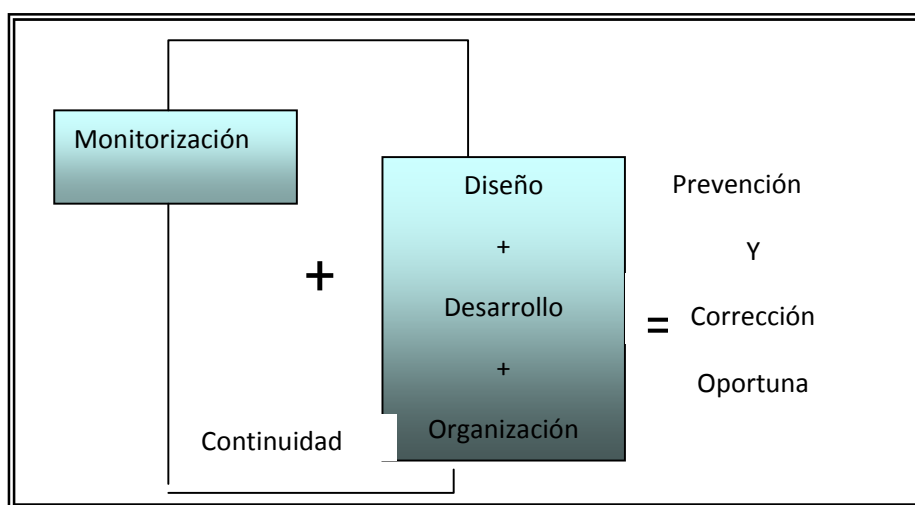 Monitorización
+
Continuidad
Diseño
+
Desarrollo
+
Organización
=
Prevención
Y
Corrección
Oportuna